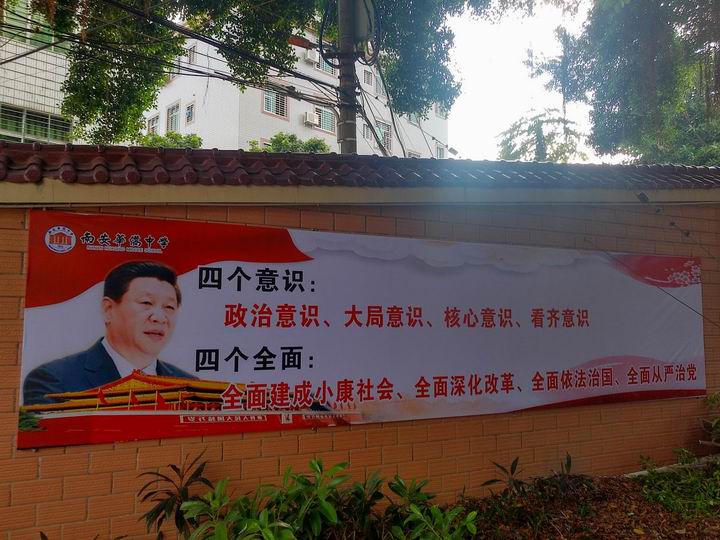 南安华侨中学
四个意识：
政治意识、大局意识、核心意识、看齐意识
四个全面：
全面建成小康社会、全面深化改革、全面依法治国、全面从严治党